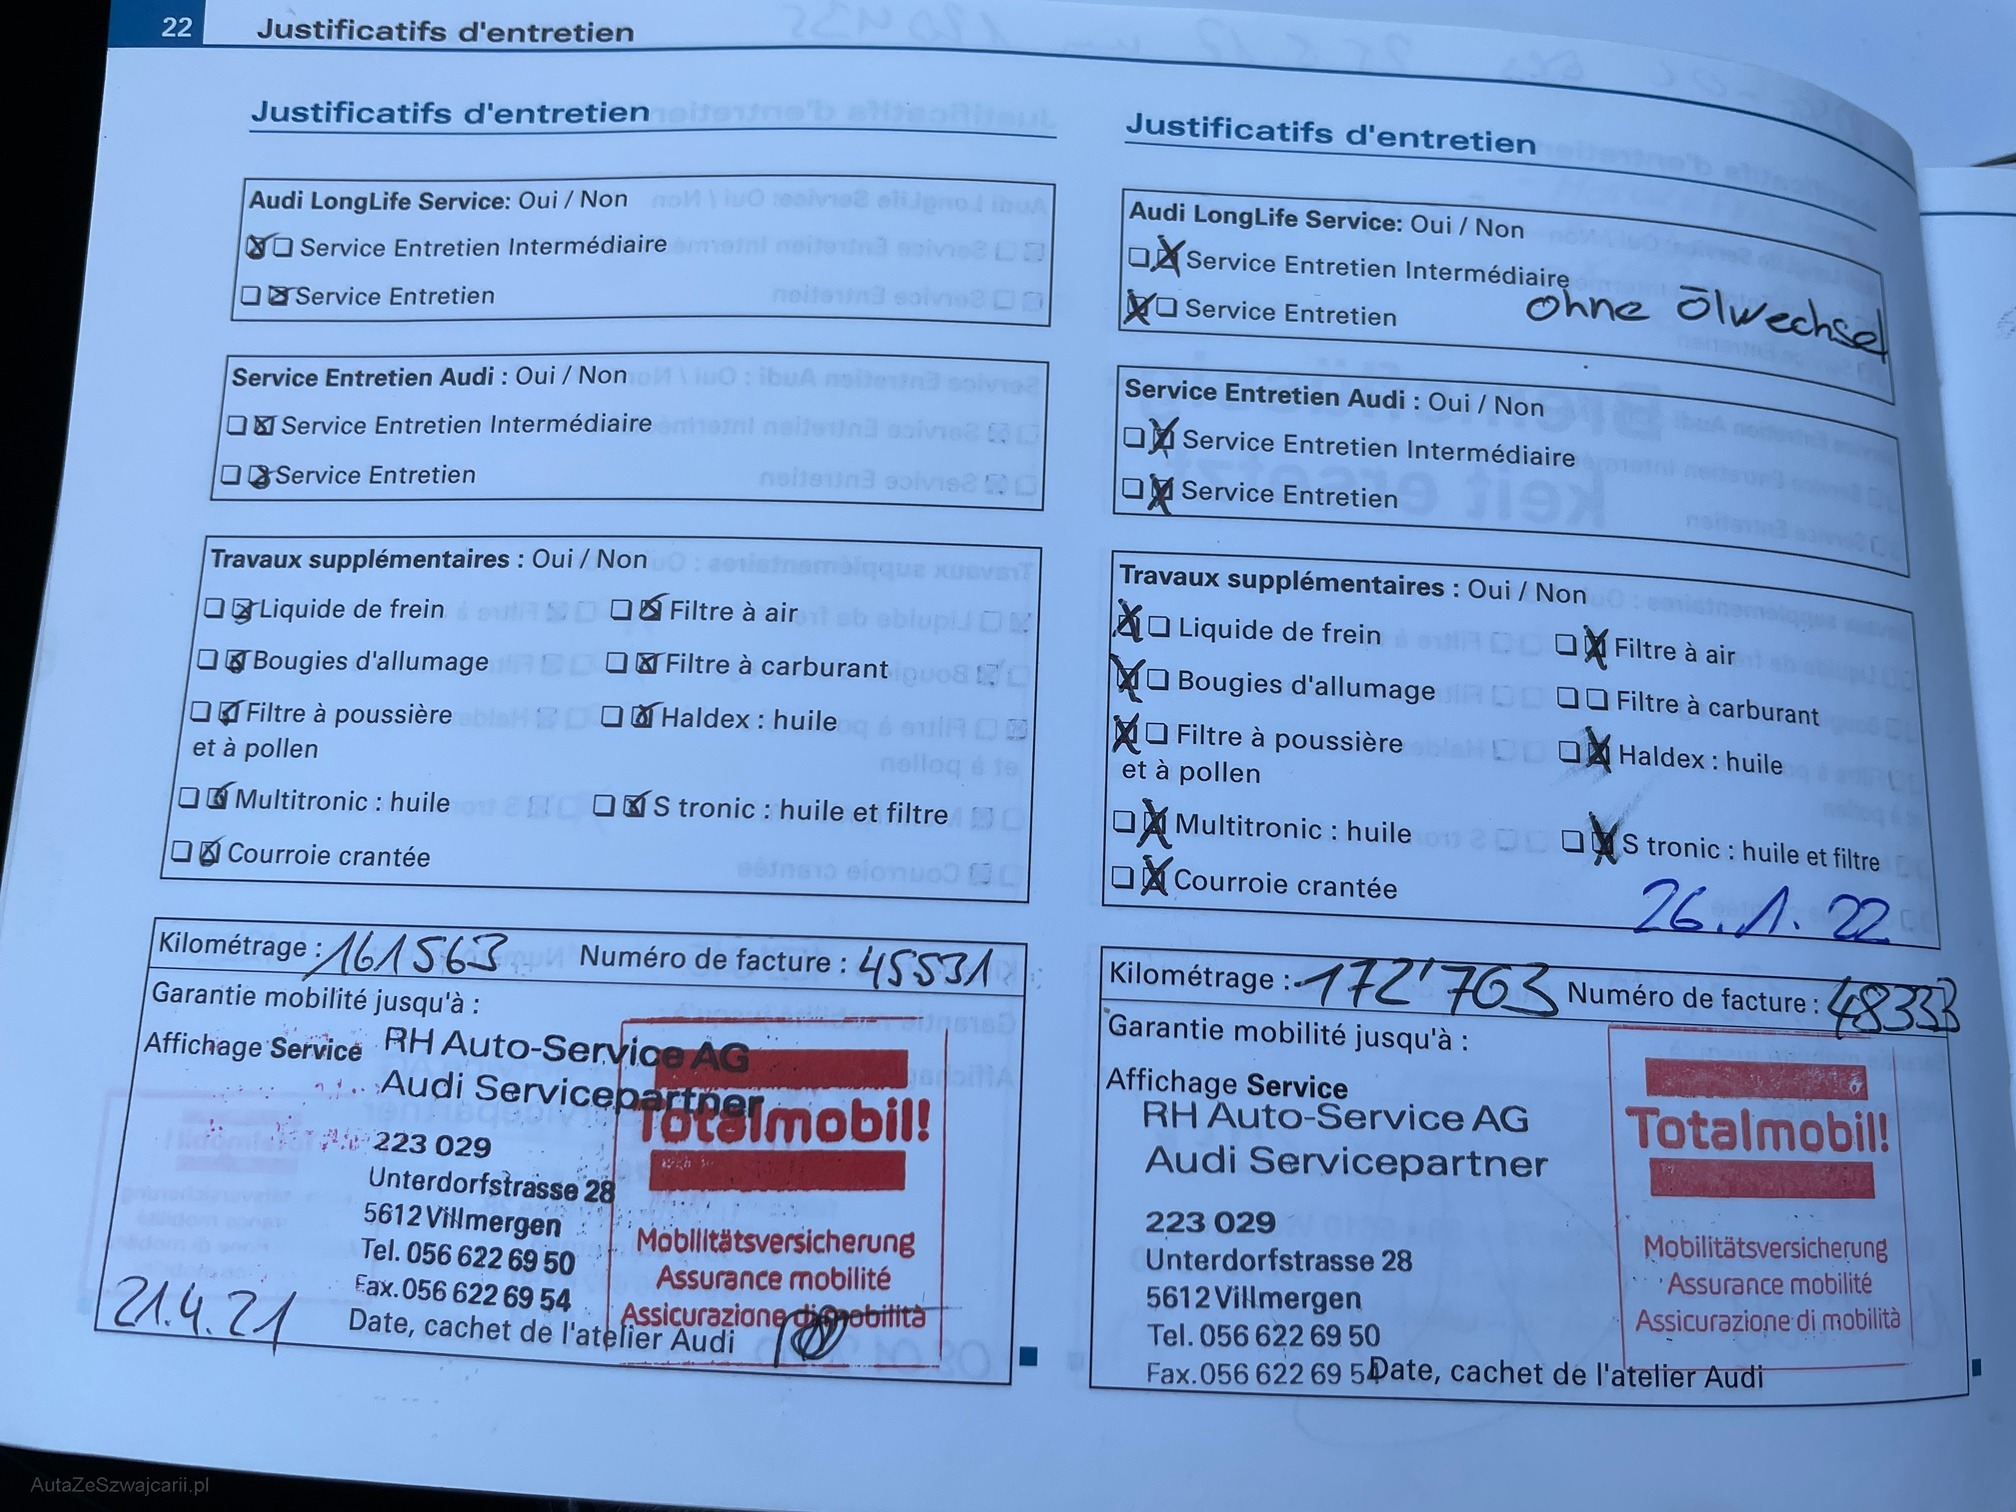 22 Justificatifs d'entretien
Justificatifs d'entretien
Audi LongLife Service: Oui / Non
Service Entretien Intermédiaire
Service Entretien
Service Entretien Audi : Oui / Non
Service Entretien Intermédiaire
Service Entretien
Travaux supplémentaires : Oui / Non
Liquide de frein Filtre à air
Bougies d'allumage Filtre à carburant
Filtre à poussière Haldex : huile
et à pollen
Multitronic : huile S tronic : huile et filtre
Courroie crantée
Kilométrage : 161563 Numéro de facture : 45531
Garantie mobilité jusqu'à :
Affichage Service
RH Auto-Service AG
Audi Servicepartner
223 029
Unterdorfstrasse 28
5612 Villmergen
Tel. 056 622 69 50
Fax. 056 622 69 54
Totalmobil!
Mobilitätsversicherung
Assurance mobilité
Assicurazione di mobilità
21.4.21 Date, cachet de l'atelier Audi
Justificatifs d'entretien
Audi LongLife Service: Oui / Non
Service Entretien Intermédiaire
Service Entretien
ohne Ölwechsel
Service Entretien Audi : Oui / Non
Service Entretien Intermédiaire
Service Entretien
Travaux supplémentaires : Oui / Non
Liquide de frein Filtre à air
Bougies d'allumage Filtre à carburant
Filtre à poussière Haldex : huile
et à pollen
Multitronic : huile S tronic : huile et filtre
Courroie crantée
26.1.22
Kilométrage : 172'763 Numéro de facture : 48333
Garantie mobilité jusqu'à :
Affichage Service
RH Auto-Service AG
Audi Servicepartner
223 029
Unterdorfstrasse 28
5612 Villmergen
Tel. 056 622 69 50
Fax. 056 622 69 54
Totalmobil!
Mobilitätsversicherung
Assurance mobilité
Assicurazione di mobilità
Date, cachet de l'atelier Audi
AutaZeSzwajcarii.pl